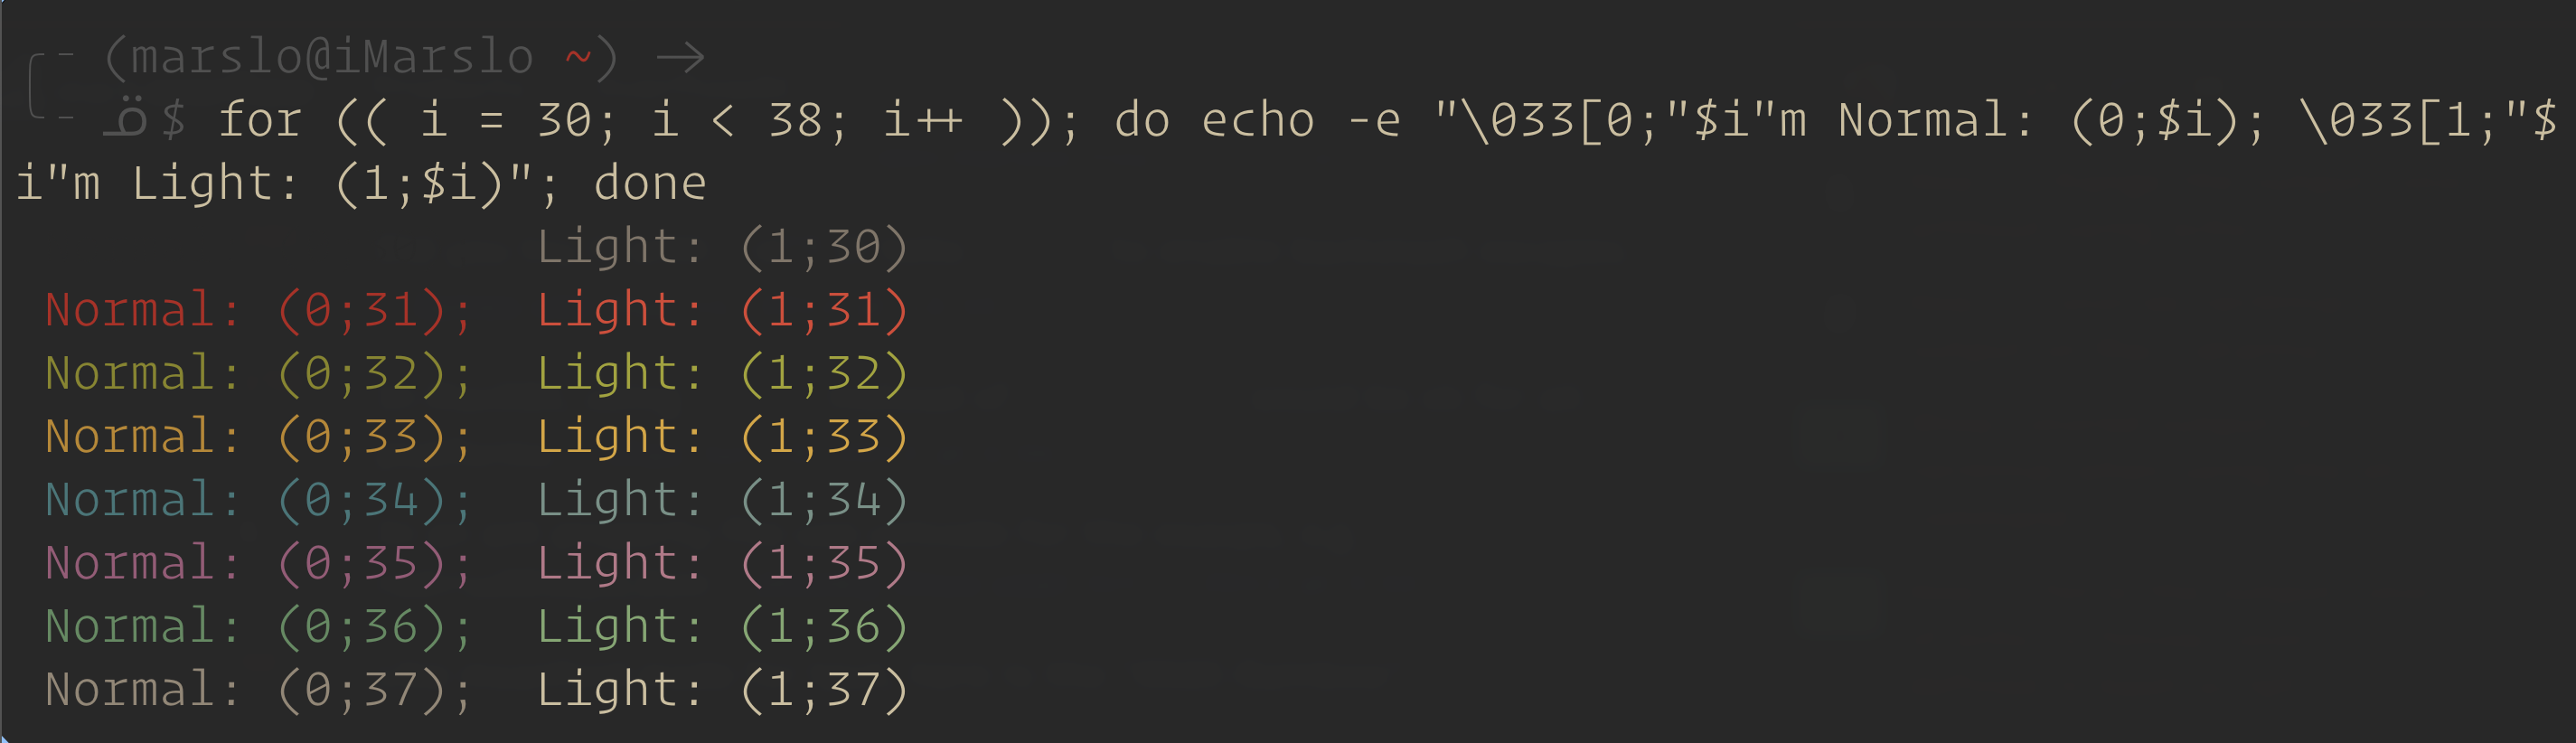 ╭╴ (marslo@iMarslo ~) →
╰╴ $ for (( i = 30; i < 38; i++ )); do echo -e "\033[0;"$i"m Normal: (0;$i); \033[1;"$
i"m Light: (1;$i)"; done
Light: (1;30)
Normal: (0;31);  Light: (1;31)
Normal: (0;32);  Light: (1;32)
Normal: (0;33);  Light: (1;33)
Normal: (0;34);  Light: (1;34)
Normal: (0;35);  Light: (1;35)
Normal: (0;36);  Light: (1;36)
Normal: (0;37);  Light: (1;37)